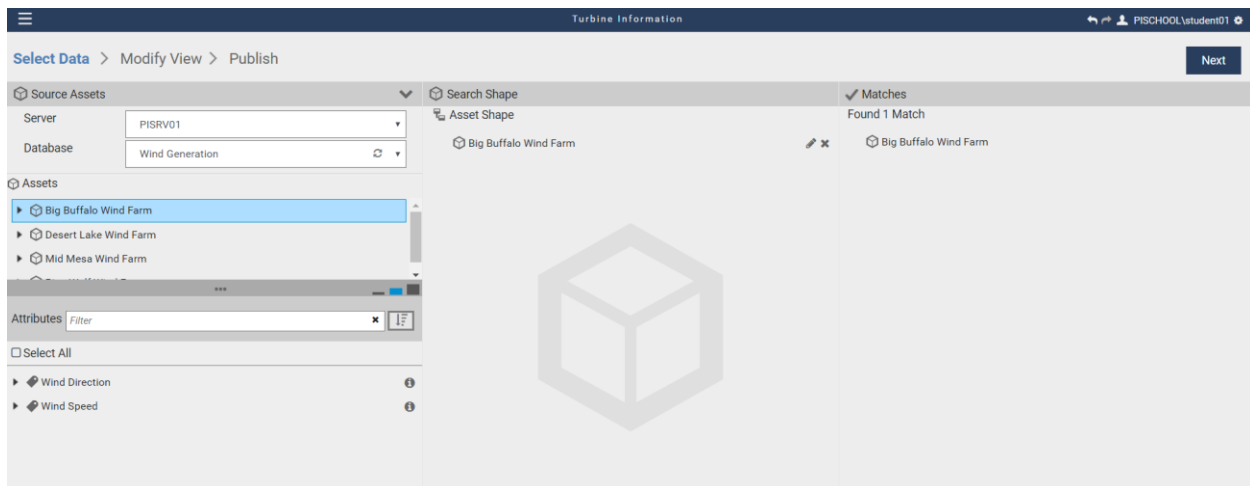 Turbine Information
PISCHOOL\student01
Select Data > Modify View > Publish
Next
Source Assets
Server
PISRV01
Database
Wind Generation
Assets
Big Buffalo Wind Farm
Desert Lake Wind Farm
Mid Mesa Wind Farm
Attributes Filter
Select All
Wind Direction
Wind Speed
Search Shape
Asset Shape
Big Buffalo Wind Farm
Matches
Found 1 Match
Big Buffalo Wind Farm